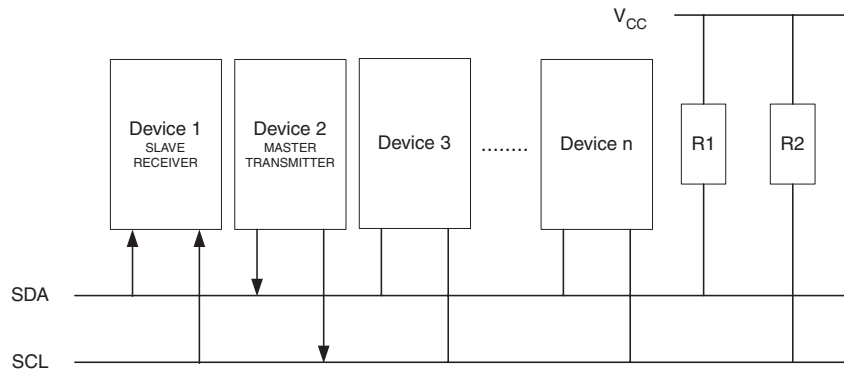 VCC
Device 1
SLAVE
RECEIVER
Device 2
MASTER
TRANSMITTER
Device 3
........
Device n
R1
R2
SDA
SCL